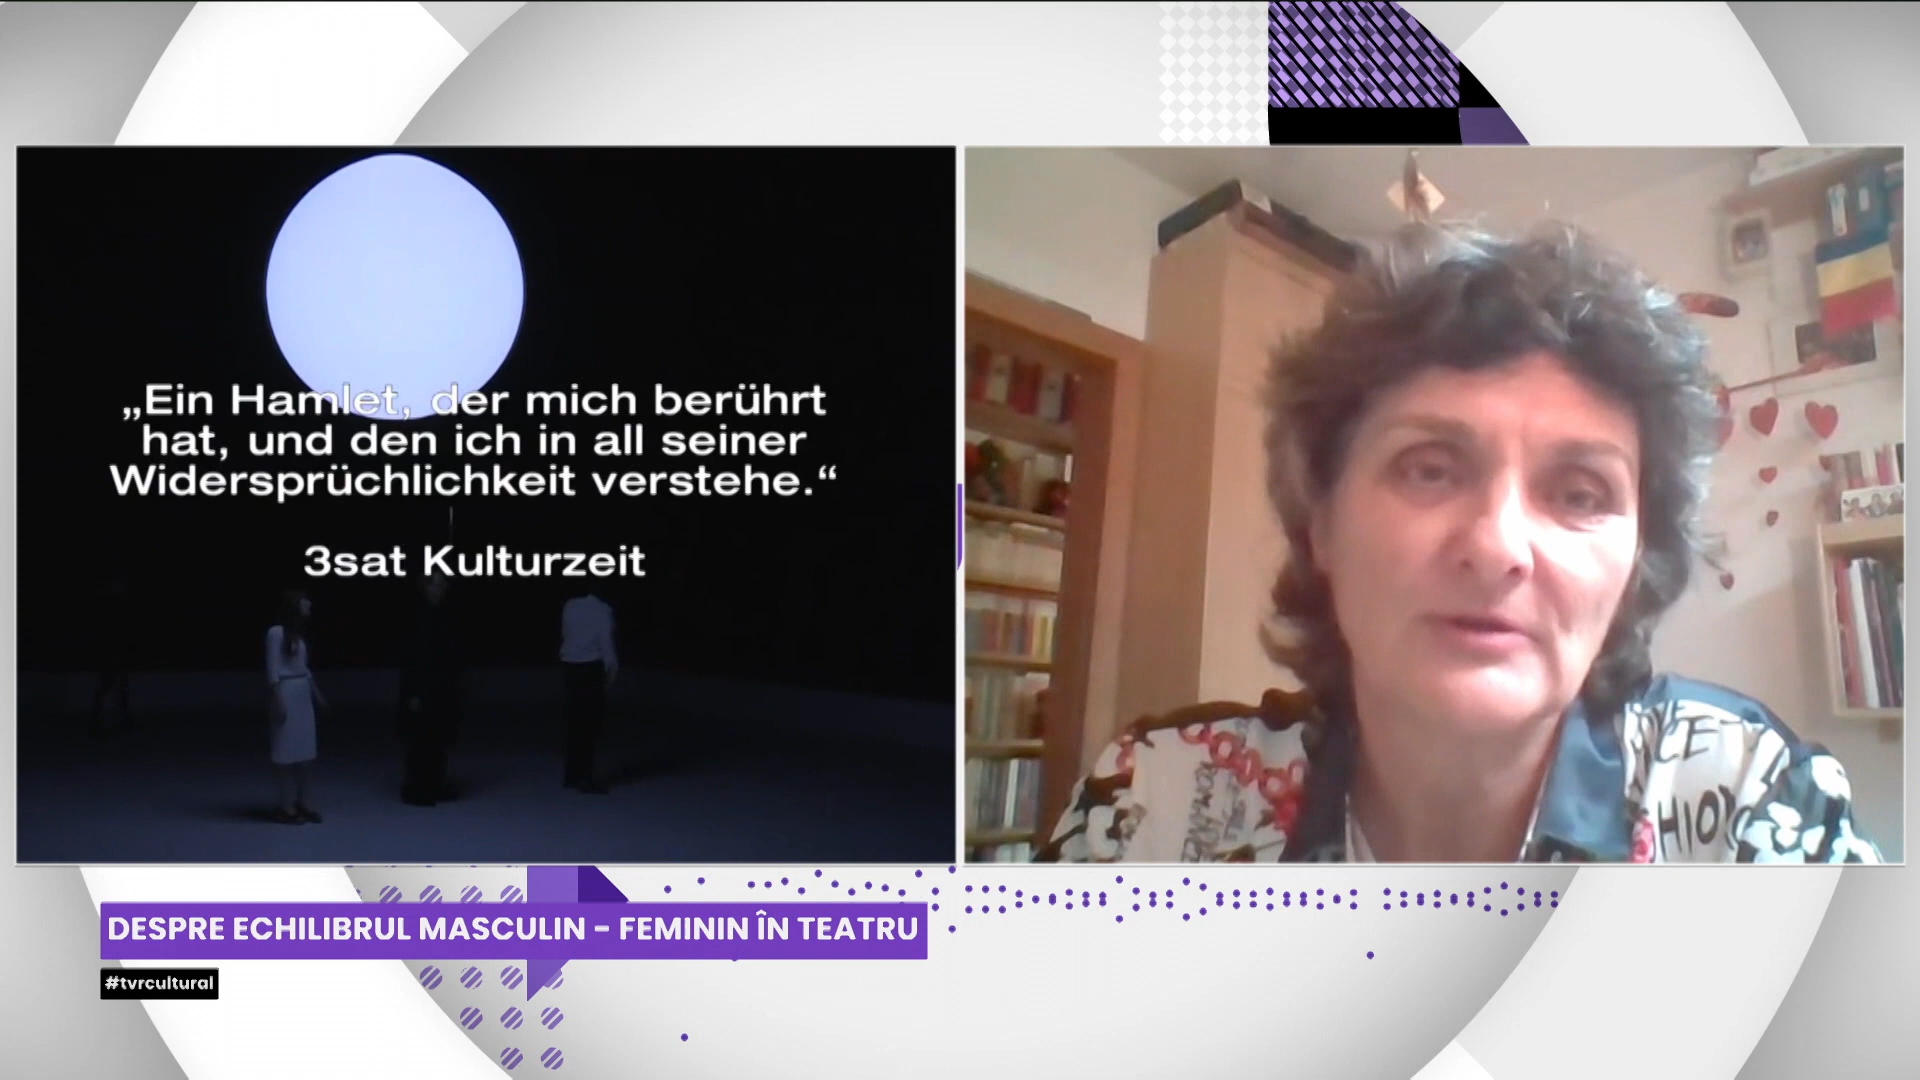 „Ein Hamlet, der mich berührt
hat, und den ich in all seiner
Widersprüchlichkeit verstehe.“
3sat Kulturzeit
DESPRE ECHILIBRUL MASCULIN – FEMININ ÎN TEATRU
#tvrcultural